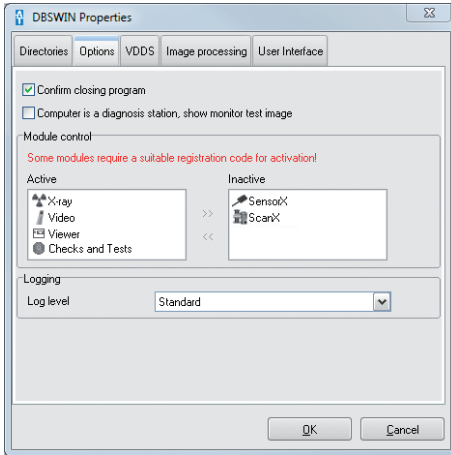 DBSWIN Properties
Directories Options VDDS Image processing User Interface
Confirm closing program
Computer is a diagnosis station, show monitor test image
Module control
Some modules require a suitable registration code for activation!
Active Inactive
X-ray SensorX
Video >> ScanX
Viewer <<
Checks and Tests
Logging
Log level Standard
OK Cancel